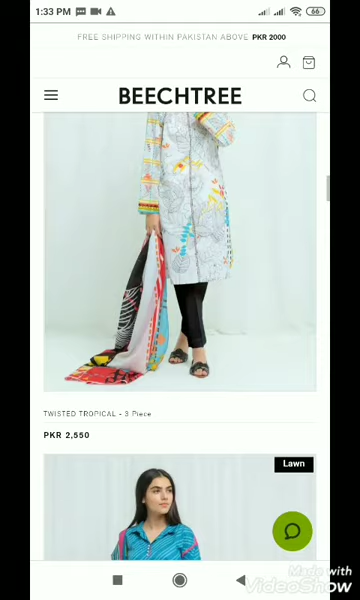 1:33 PM
66
FREE SHIPPING WITHIN PAKISTAN ABOVE PKR 2000
BEECHTREE
TWISTED TROPICAL - 3 Piece
PKR 2,550
Lawn
Made with
VideoShow